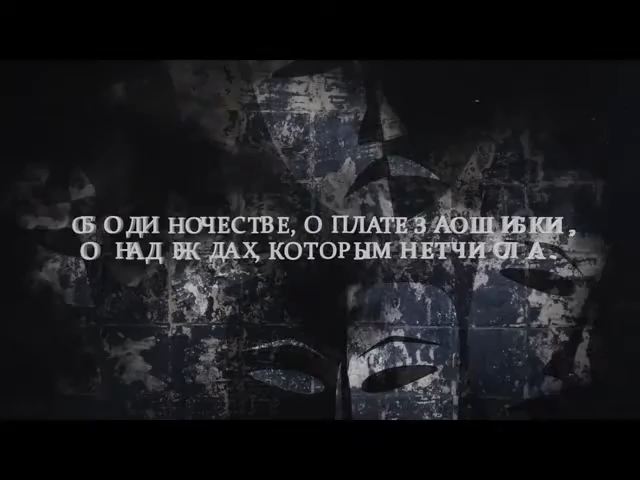 ОБ ОДИНОЧЕСТВЕ, О ПЛАТЕ ЗА ОШИБКИ,
О НАДЕЖДАХ, КОТОРЫМ НЕТ ЧИСЛА.